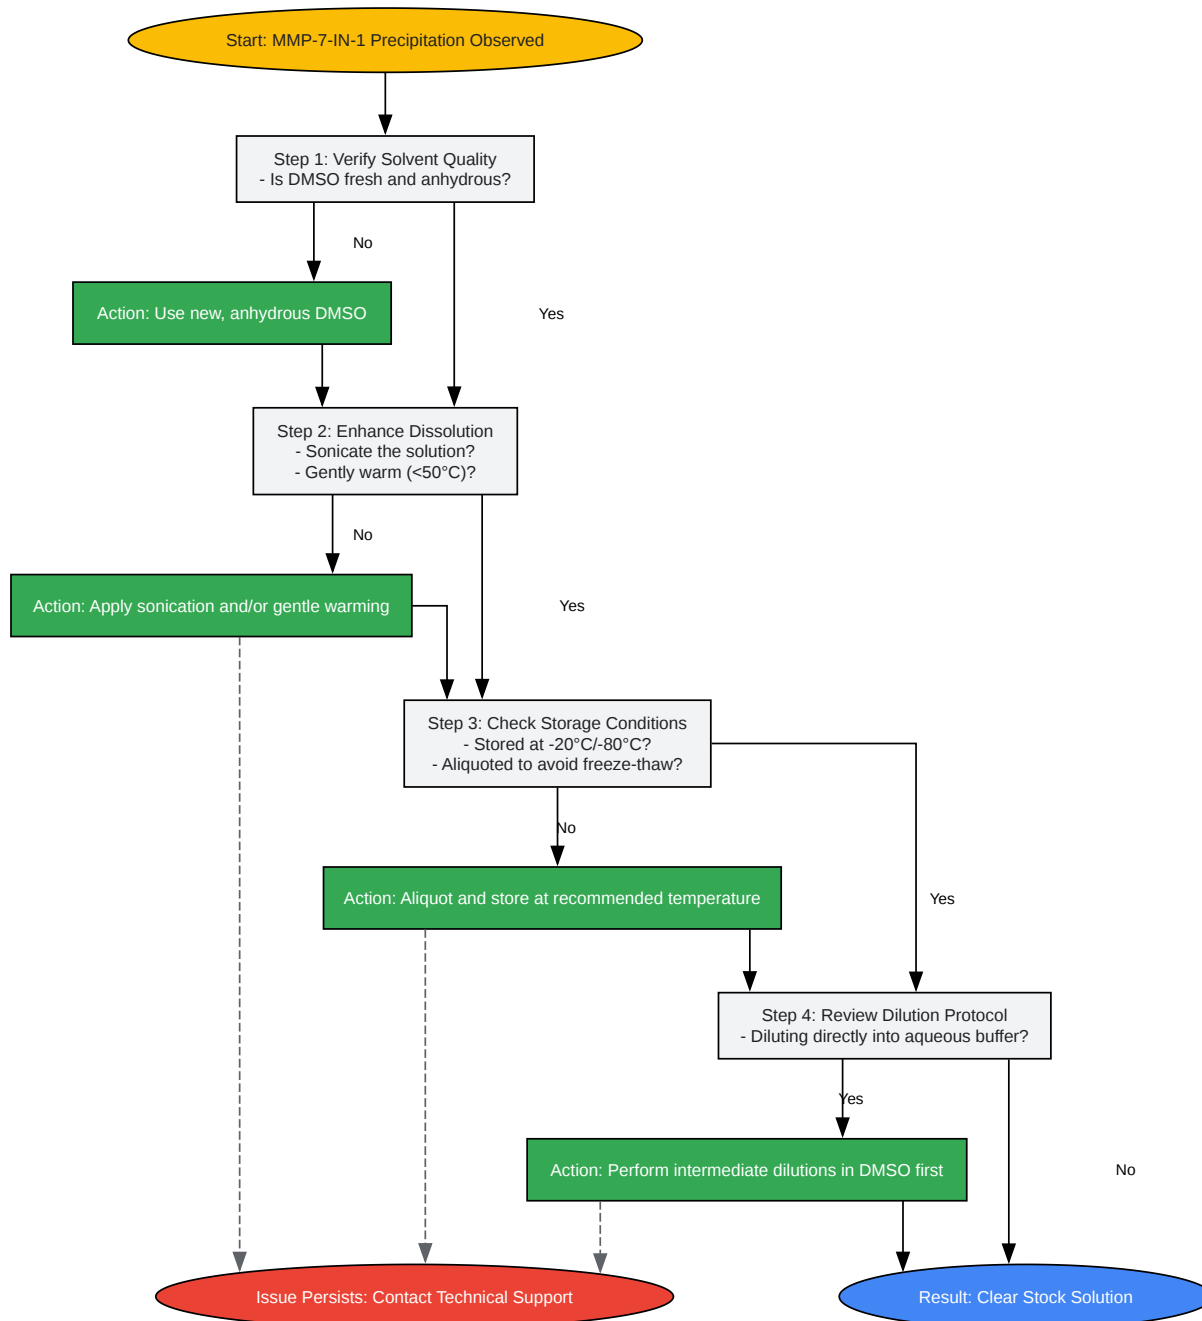 Start: MMP-7-IN-1 Precipitation Observed
Step 1: Verify Solvent Quality
- Is DMSO fresh and anhydrous?
No
Action: Use new, anhydrous DMSO
Yes
Step 2: Enhance Dissolution
- Sonicate the solution?
- Gently warm (<50°C)?
No
Action: Apply sonication and/or gentle warming
Yes
Step 3: Check Storage Conditions
- Stored at -20°C/-80°C?
- Aliquoted to avoid freeze-thaw?
No
Action: Aliquot and store at recommended temperature
Yes
Step 4: Review Dilution Protocol
- Diluting directly into aqueous buffer?
Yes
Action: Perform intermediate dilutions in DMSO first
No
Issue Persists: Contact Technical Support
Result: Clear Stock Solution